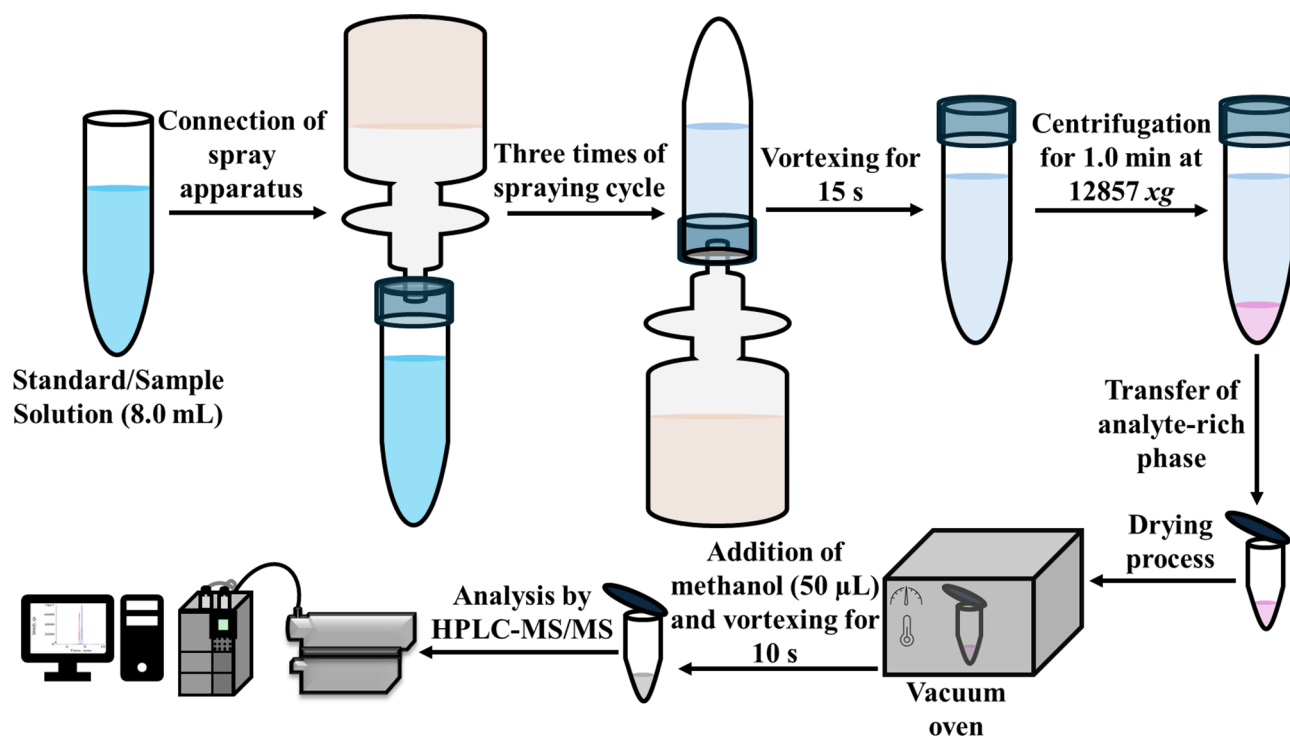 Connection of
spray
apparatus
Three times of
spraying cycle
Vortexing for
15 s
Centrifugation
for 1.0 min at
12857 xg
Standard/Sample
Solution (8.0 mL)
Transfer of
analyte-rich
phase
Drying
process
Addition of
methanol (50 µL)
and vortexing for
10 s
Vacuum
oven
Analysis by
HPLC-MS/MS